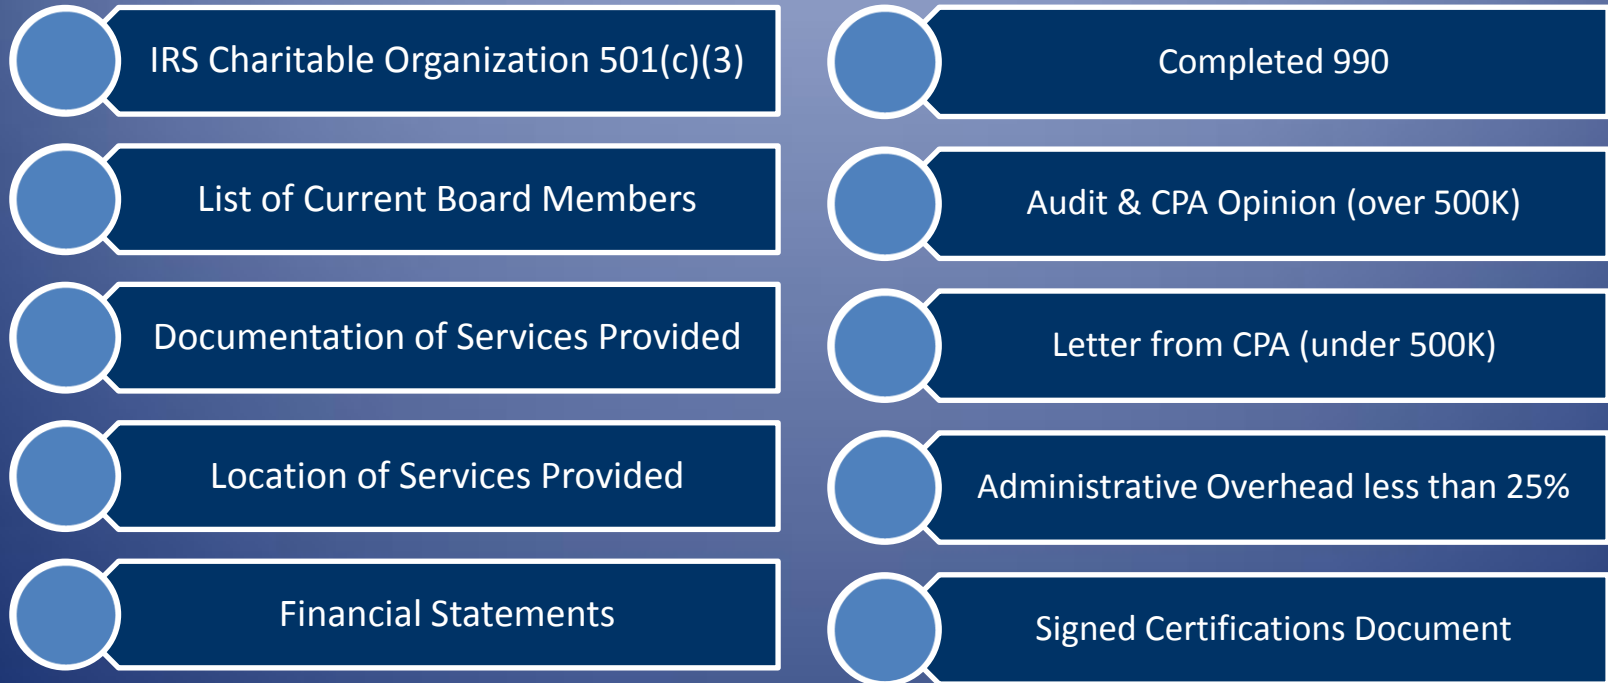 IRS Charitable Organization 501(c)(3)
List of Current Board Members
Documentation of Services Provided
Location of Services Provided
Financial Statements
Completed 990
Audit & CPA Opinion (over 500K)
Letter from CPA (under 500K)
Administrative Overhead less than 25%
Signed Certifications Document